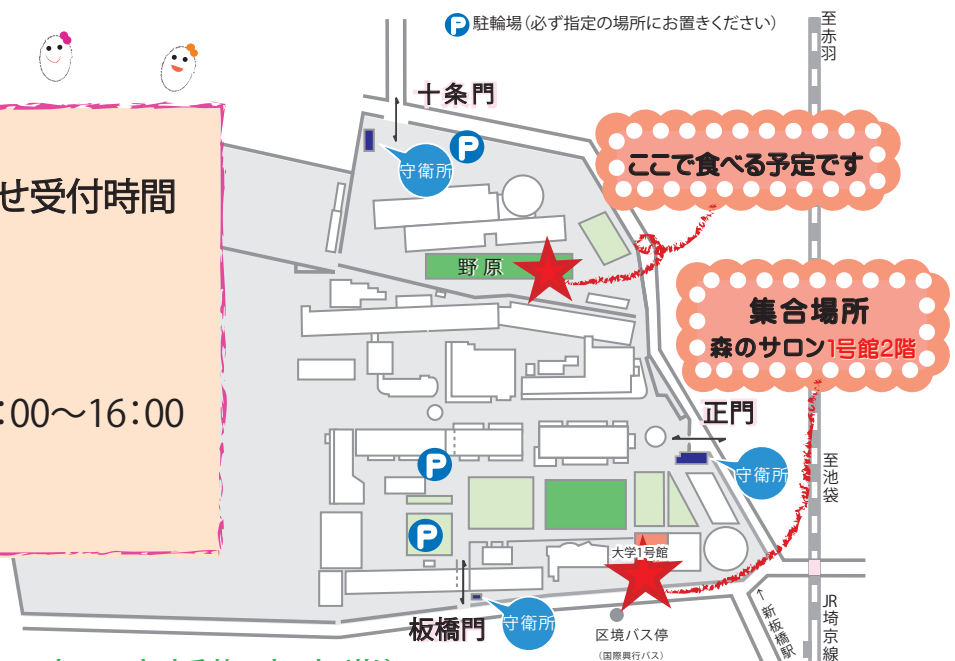 P 駐輪場（必ず指定の場所にお置きください）
至赤羽
十条門
P
守衛所
ここで食べる予定です
せ受付時間
野原
集合場所
森のサロン1号館2階
:00〜16:00
正門
守衛所
至池袋
P
P
大学1号館
板橋門
守衛所
区境バス停
（国際興行バス）
↑新板橋駅
JR埼京線